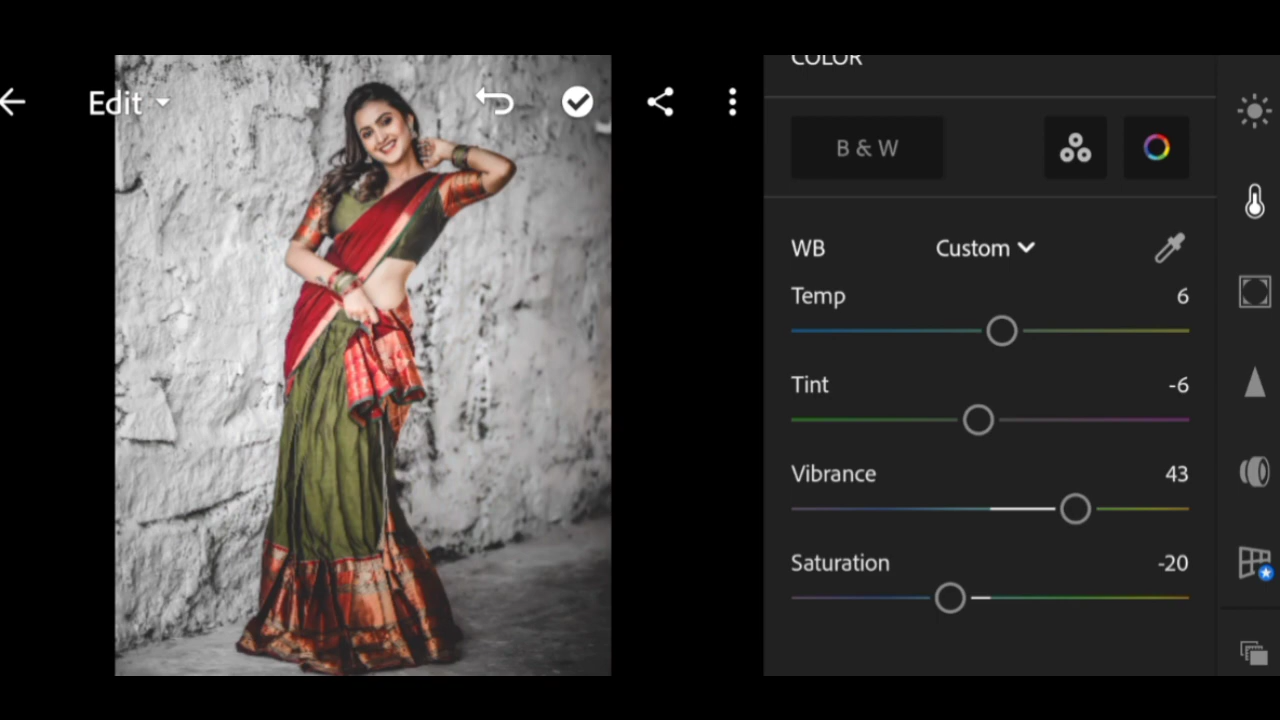 Edit
COLOR
B & W
WB Custom
Temp 6
Tint -6
Vibrance 43
Saturation -20